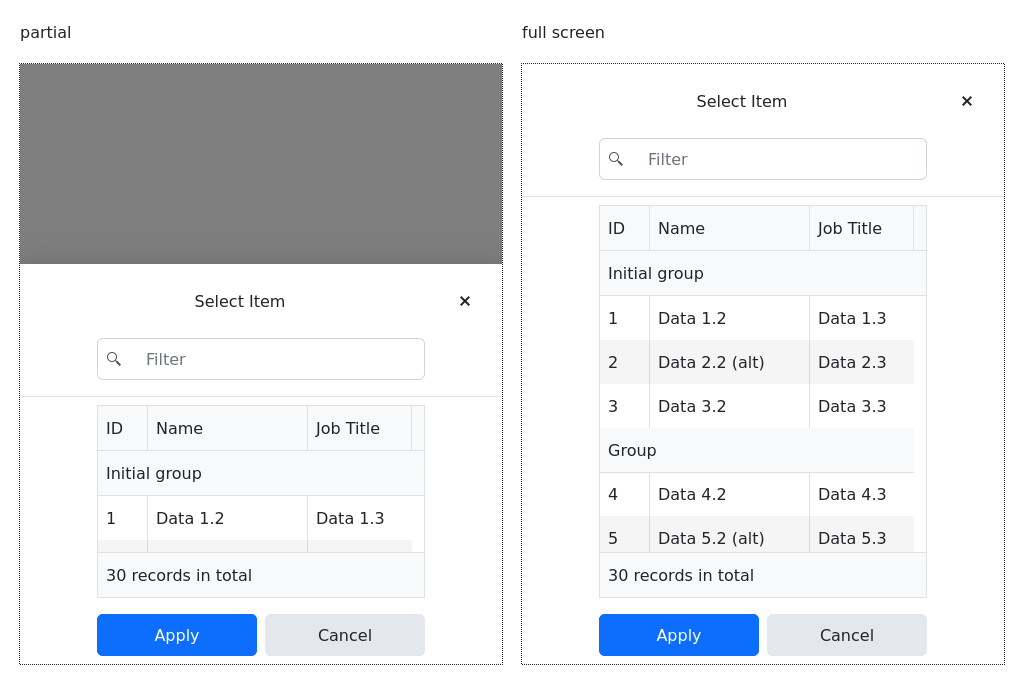 partial
Select Item ×
Filter
ID Name Job Title
Initial group
1 Data 1.2 Data 1.3
30 records in total
Apply Cancel
full screen
Select Item ×
Filter
ID Name Job Title
Initial group
1 Data 1.2 Data 1.3
2 Data 2.2 (alt) Data 2.3
3 Data 3.2 Data 3.3
Group
4 Data 4.2 Data 4.3
5 Data 5.2 (alt) Data 5.3
30 records in total
Apply Cancel